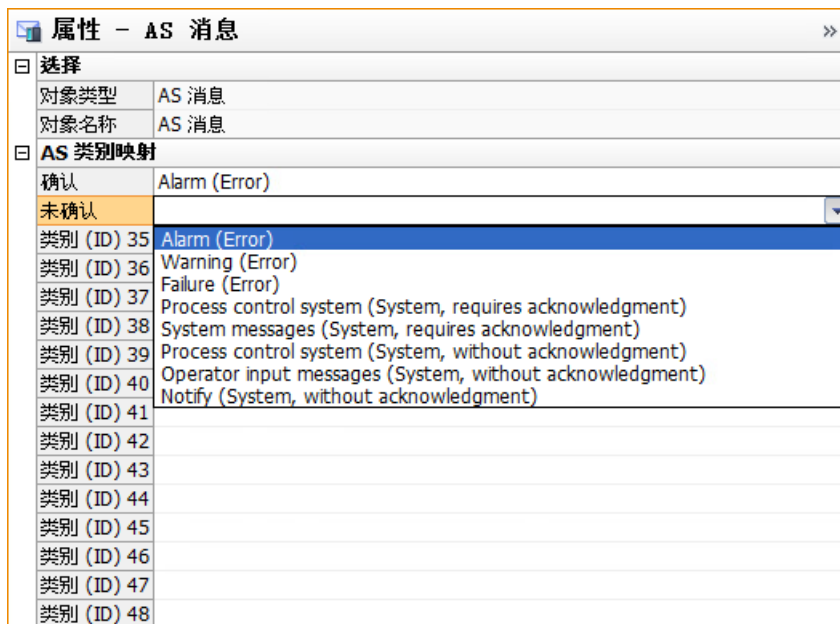 属性 - AS 消息 »
选择
对象类型 AS 消息
对象名称 AS 消息
AS 类别映射
确认 Alarm (Error)
未确认
类别 (ID) 35 Alarm (Error)
类别 (ID) 36 Warning (Error)
Failure (Error)
类别 (ID) 37 Process control system (System, requires acknowledgment)
类别 (ID) 38 System messages (System, requires acknowledgment)
类别 (ID) 39 Process control system (System, without acknowledgment)
类别 (ID) 40 Operator input messages (System, without acknowledgment)
Notify (System, without acknowledgment)
类别 (ID) 41
类别 (ID) 42
类别 (ID) 43
类别 (ID) 44
类别 (ID) 45
类别 (ID) 46
类别 (ID) 47
类别 (ID) 48